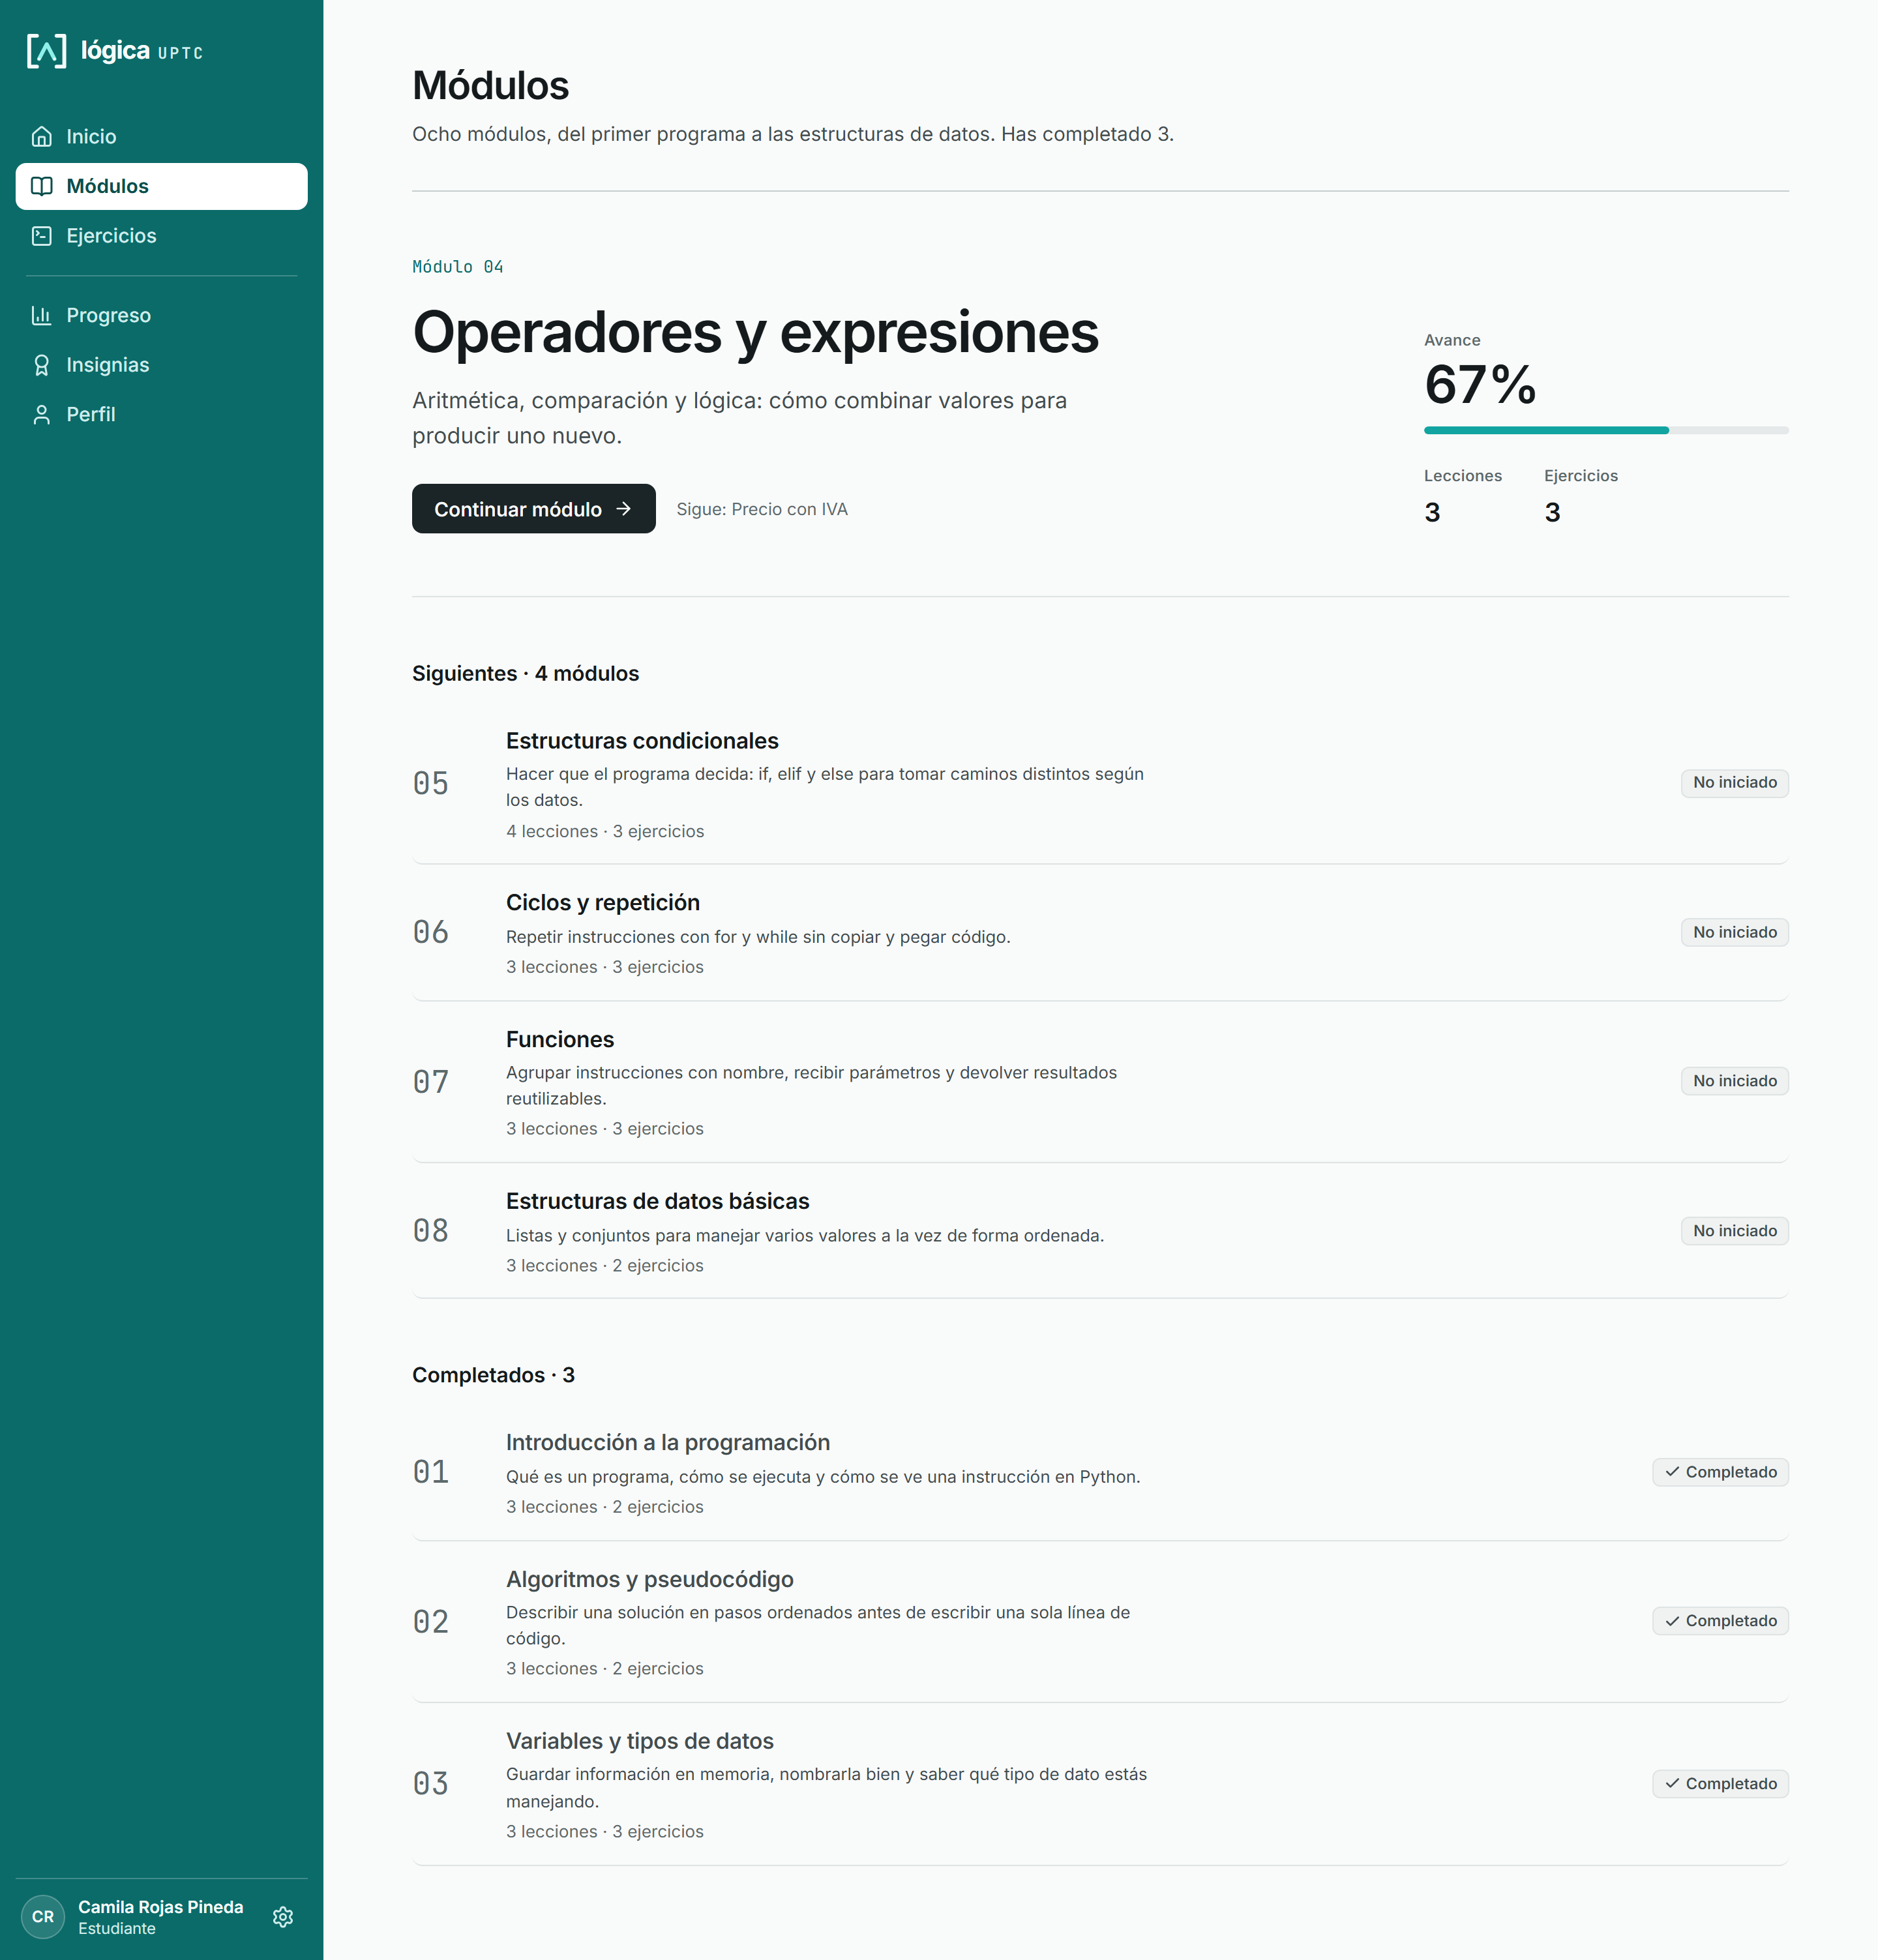 lógica UPTC
Inicio
Módulos
Ejercicios
Progreso
Insignias
Perfil
CR
Camila Rojas Pineda
Estudiante
Módulos
Ocho módulos, del primer programa a las estructuras de datos. Has completado 3.
Módulo 04
Operadores y expresiones
Aritmética, comparación y lógica: cómo combinar valores para
producir uno nuevo.
Continuar módulo
Sigue: Precio con IVA
Avance
67%
Lecciones
3
Ejercicios
3
Siguientes · 4 módulos
05
Estructuras condicionales
Hacer que el programa decida: if, elif y else para tomar caminos distintos según
los datos.
4 lecciones · 3 ejercicios
No iniciado
06
Ciclos y repetición
Repetir instrucciones con for y while sin copiar y pegar código.
3 lecciones · 3 ejercicios
No iniciado
07
Funciones
Agrupar instrucciones con nombre, recibir parámetros y devolver resultados
reutilizables.
3 lecciones · 3 ejercicios
No iniciado
08
Estructuras de datos básicas
Listas y conjuntos para manejar varios valores a la vez de forma ordenada.
3 lecciones · 2 ejercicios
No iniciado
Completados · 3
01
Introducción a la programación
Qué es un programa, cómo se ejecuta y cómo se ve una instrucción en Python.
3 lecciones · 2 ejercicios
Completado
02
Algoritmos y pseudocódigo
Describir una solución en pasos ordenados antes de escribir una sola línea de
código.
3 lecciones · 2 ejercicios
Completado
03
Variables y tipos de datos
Guardar información en memoria, nombrarla bien y saber qué tipo de dato estás
manejando.
3 lecciones · 3 ejercicios
Completado